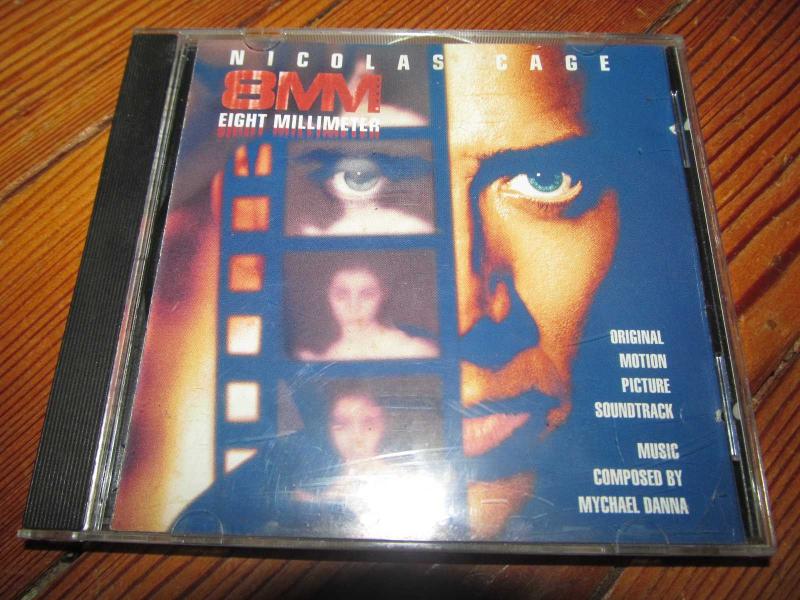 NICOLAS CAGE
8MM
EIGHT MILLIMETER
ORIGINAL
MOTION
PICTURE
SOUNDTRACK
MUSIC
COMPOSED BY
MYCHAEL DANNA